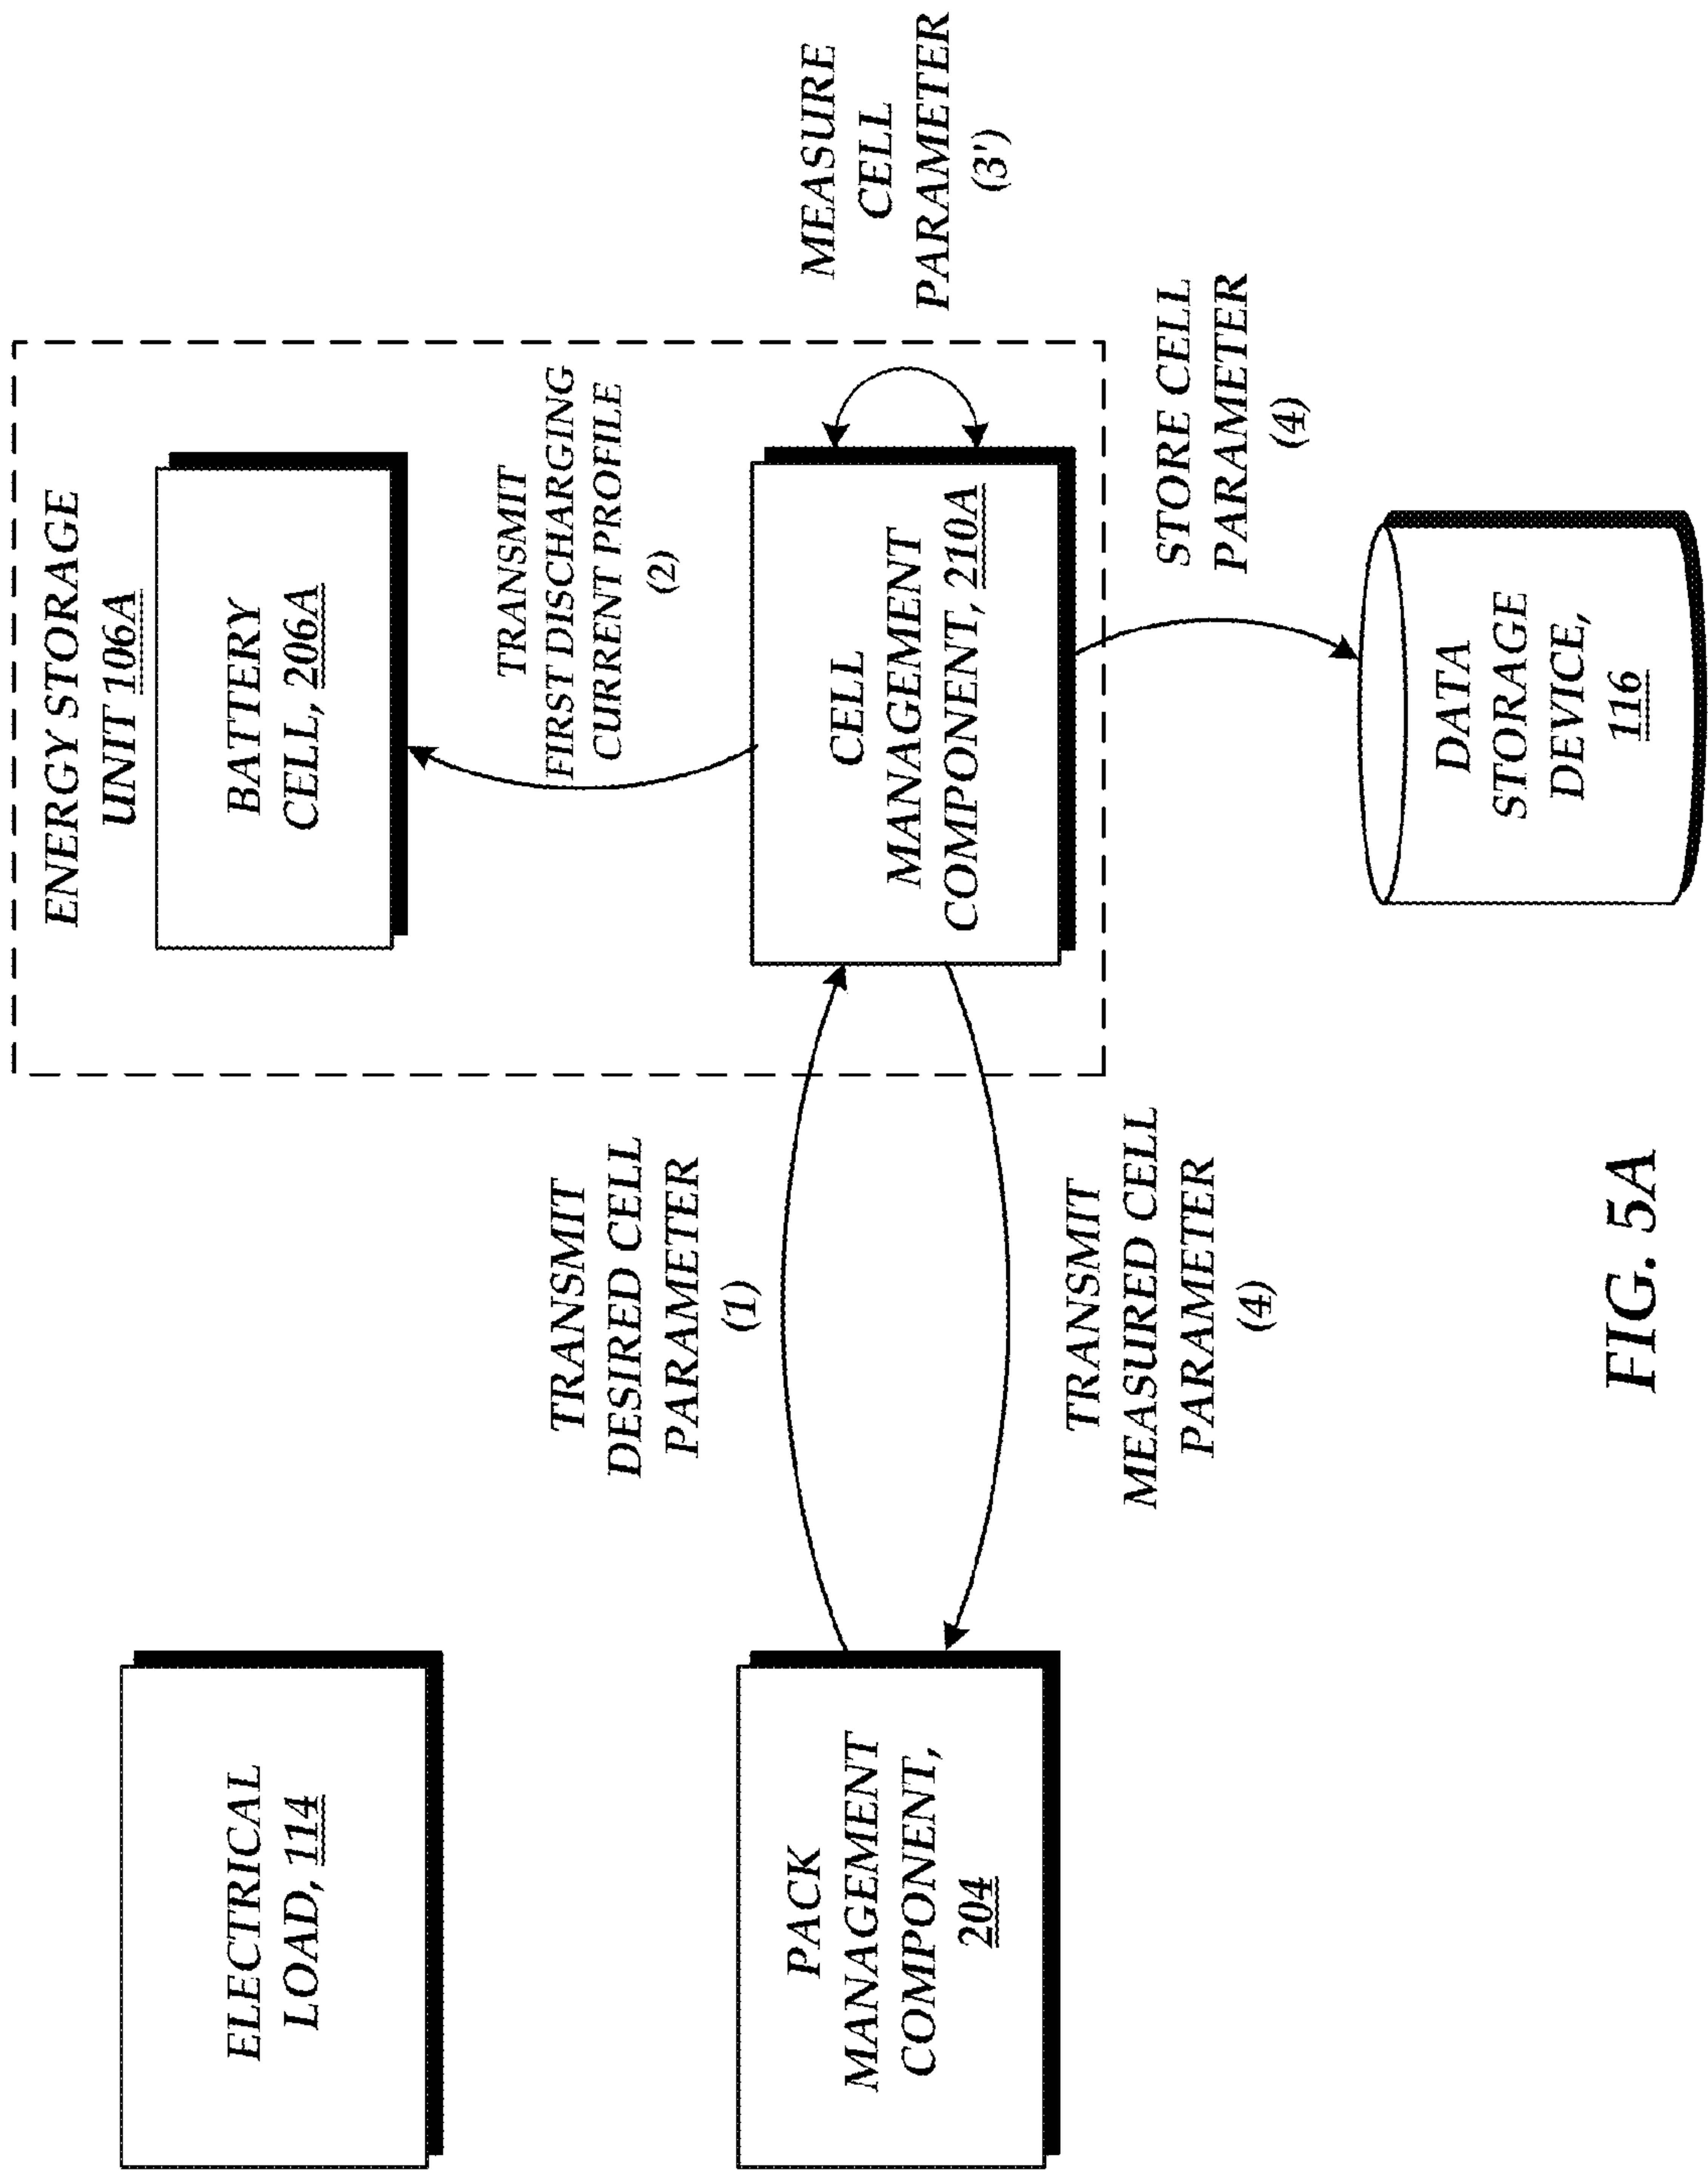 ELECTRICAL
LOAD, 114
ENERGY STORAGE
UNIT 106A
BATTERY
CELL, 206A
TRANSMIT
FIRST DISCHARGING
CURRENT PROFILE
(2)
TRANSMIT
DESIRED CELL
PARAMETER
(1)
PACK
MANAGEMENT
COMPONENT,
204
CELL
MANAGEMENT
COMPONENT, 210A
MEASURE
CELL
PARAMETER
(3')
TRANSMIT
MEASURED CELL
PARAMETER
(4)
STORE CELL
PARAMETER
(4)
DATA
STORAGE
DEVICE,
116
FIG. 5A